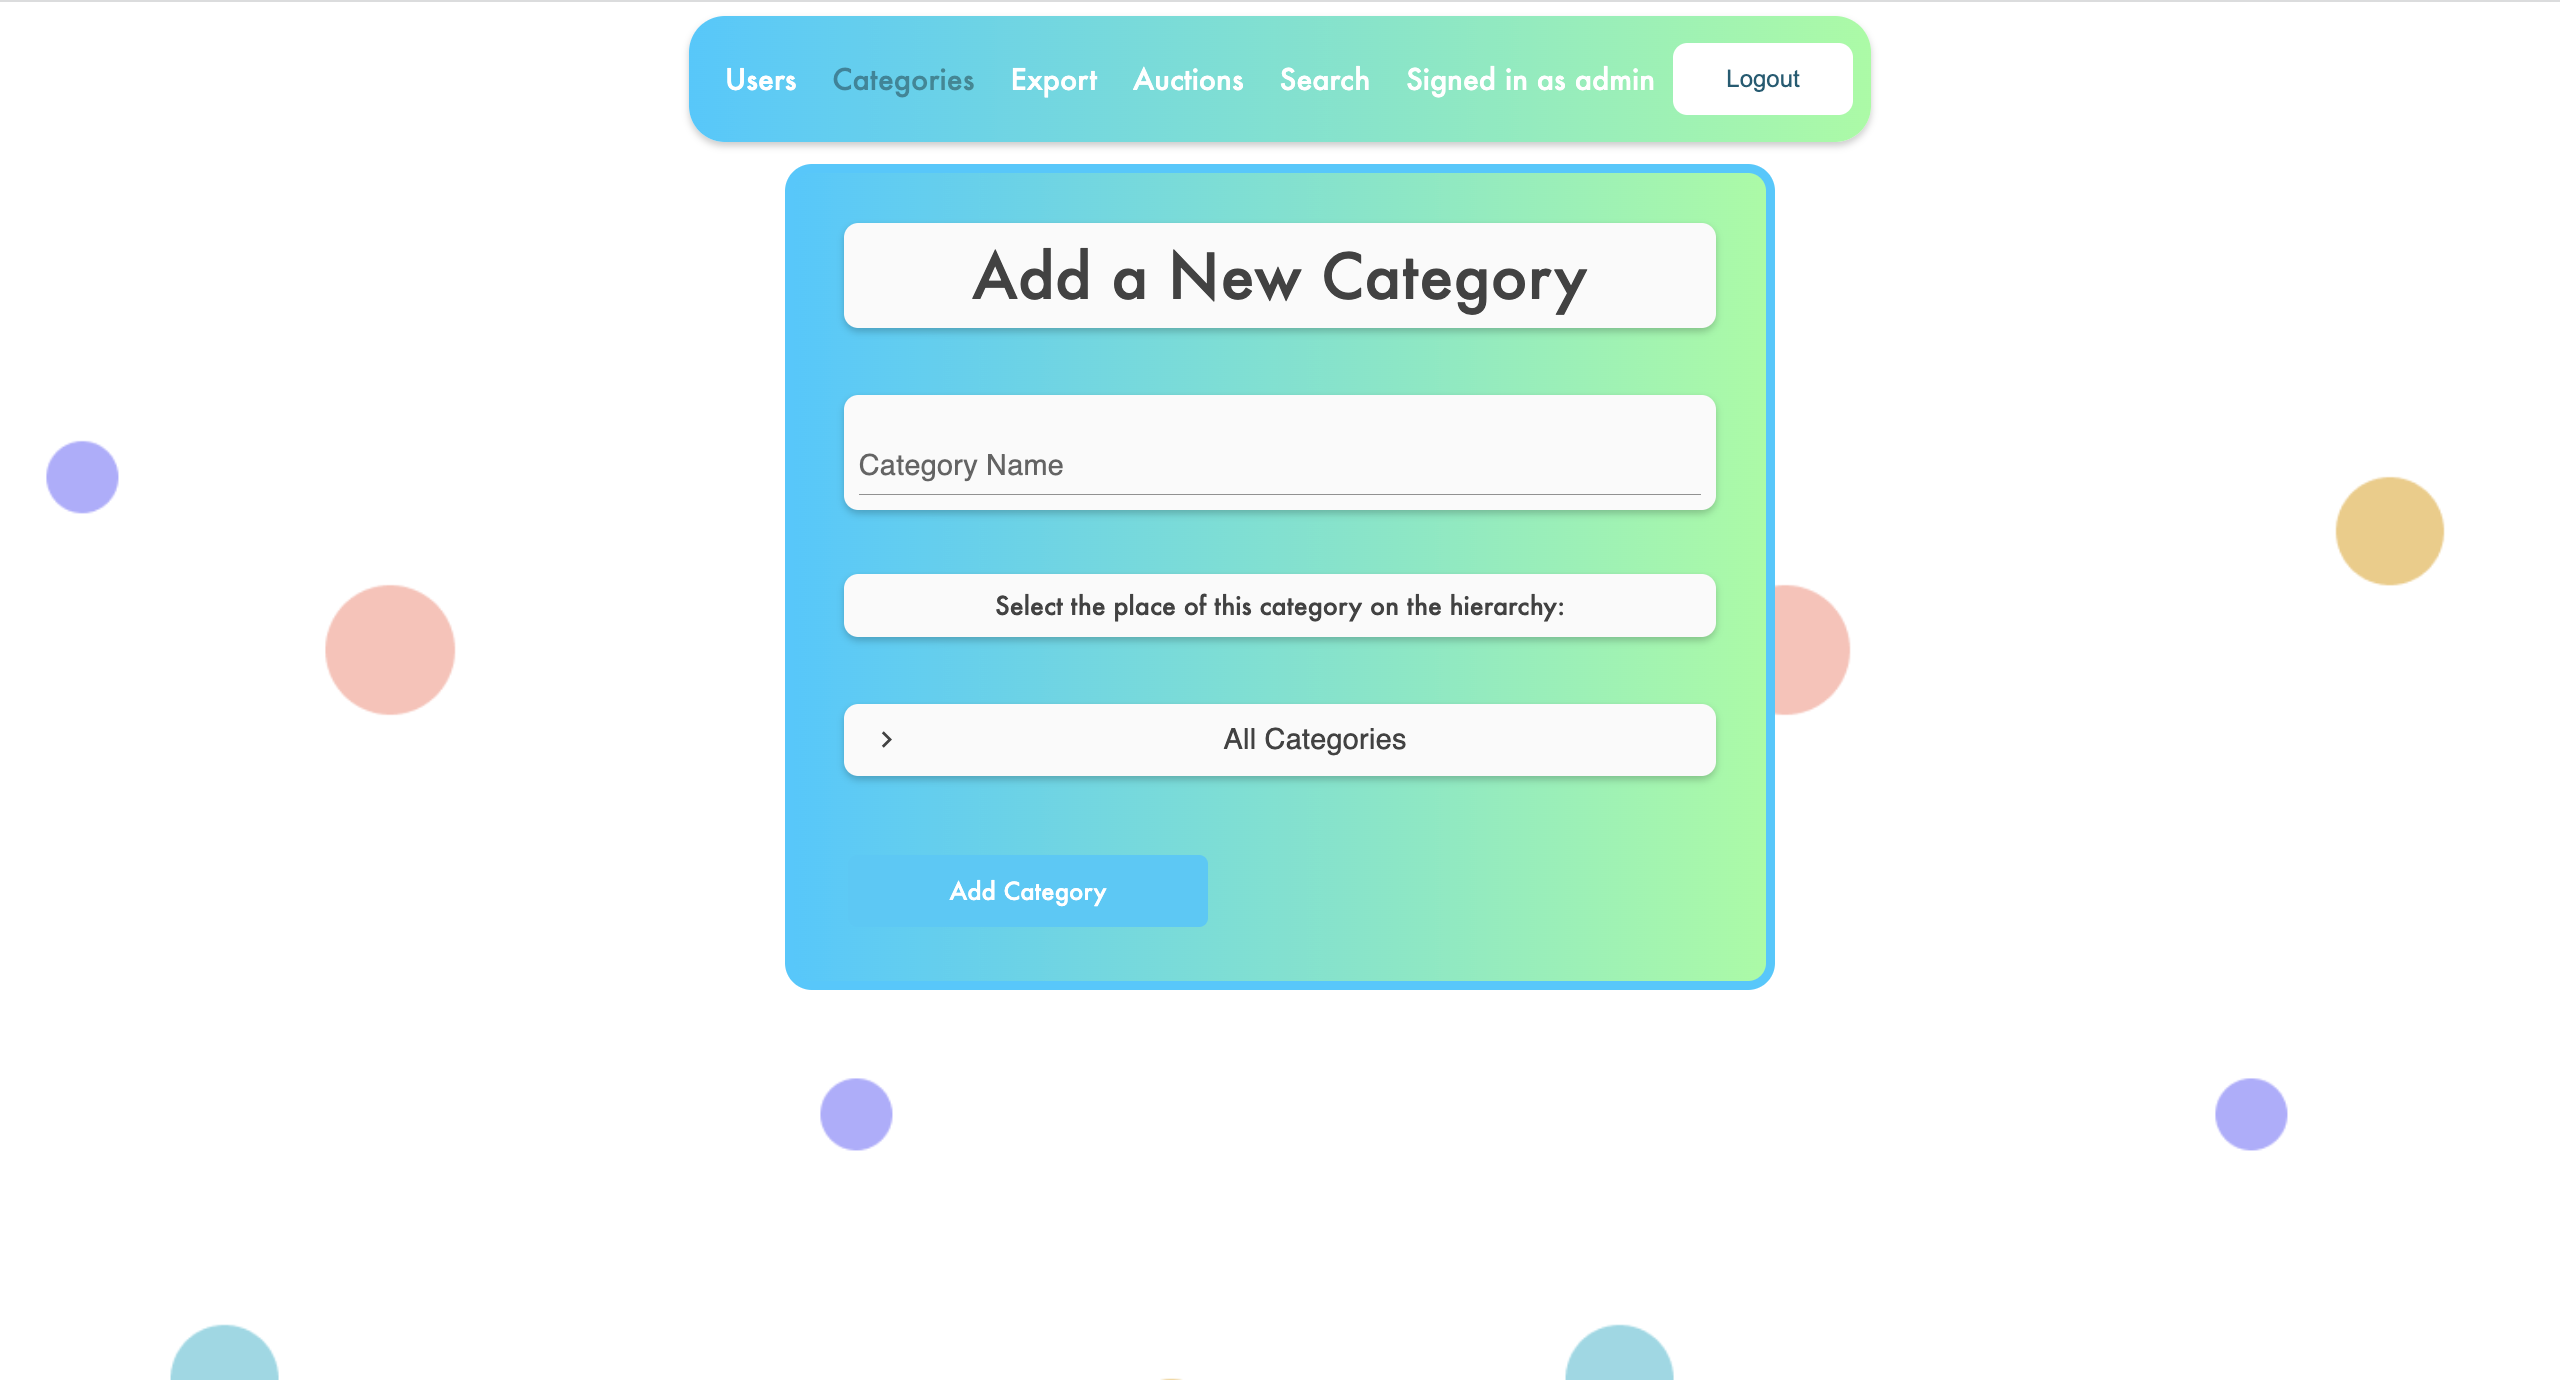 Users Categories Export Auctions Search Signed in as admin Logout
Add a New Category
Category Name
Select the place of this category on the hierarchy:
All Categories
Add Category